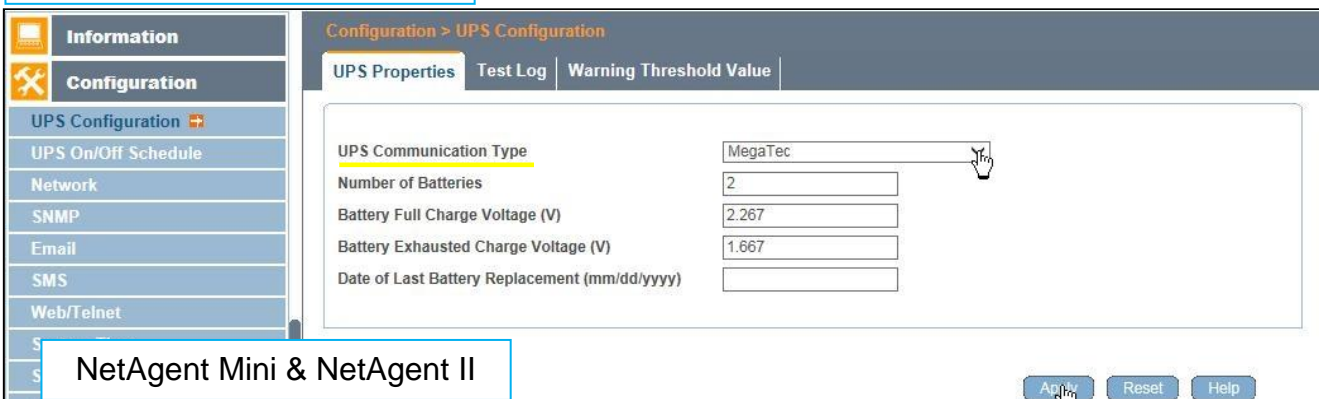 Information
Configuration
UPS Configuration
UPS On/Off Schedule
Network
SNMP
Email
SMS
Web/Telnet
Configuration > UPS Configuration
UPS Properties Test Log Warning Threshold Value
UPS Communication Type MegaTec
Number of Batteries 2
Battery Full Charge Voltage (V) 2.267
Battery Exhausted Charge Voltage (V) 1.667
Date of Last Battery Replacement (mm/dd/yyyy)
NetAgent Mini & NetAgent II
Apply Reset Help